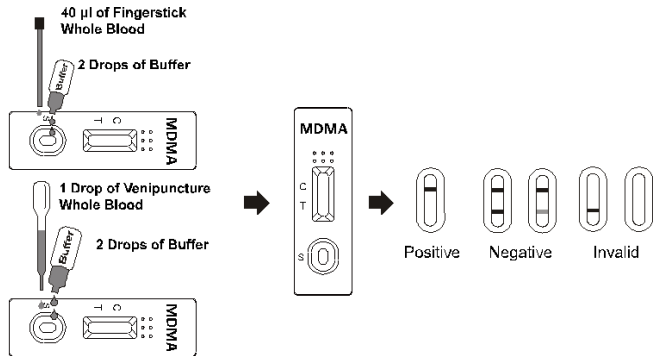 40 µl of Fingerstick
Whole Blood
2 Drops of Buffer
Buffer
S
T C
MDMA
1 Drop of Venipuncture
Whole Blood
2 Drops of Buffer
Buffer
S
T C
MDMA
MDMA
C
T
S
Positive Negative Invalid